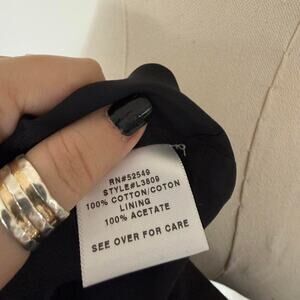 RN#52549
STYLE#L3809
100% COTTON/COTON
LINING
100% ACETATE
SEE OVER FOR CARE